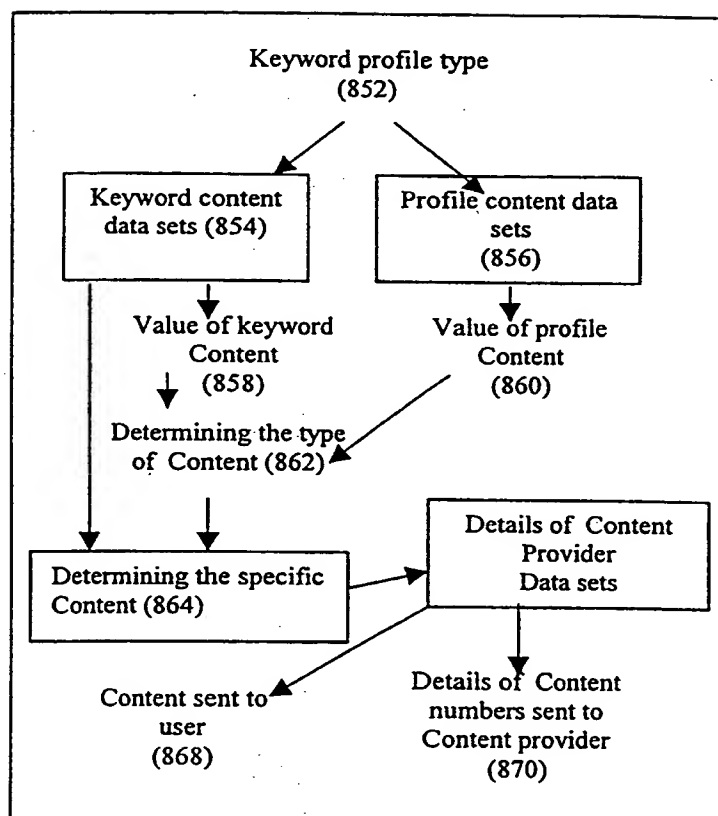 Keyword profile type
(852)
Keyword content
data sets (854)
Profile content data
sets
(856)
Value of keyword
Content
(858)
Value of profile
Content
(860)
Determining the type
of Content (862)
Determining the specific
Content (864)
Details of Content
Provider
Data sets
Content sent to
user
(868)
Details of Content
numbers sent to
Content provider
(870)